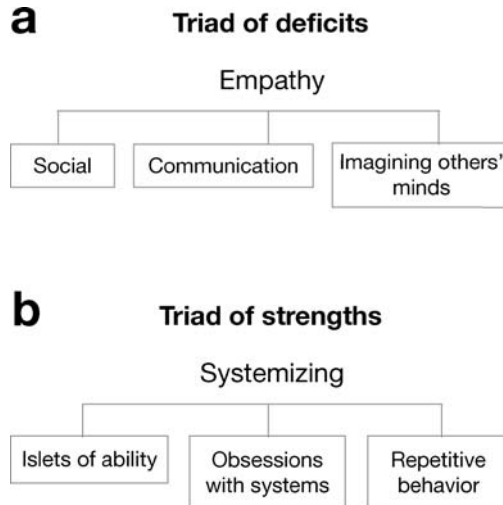 a
Triad of deficits
Empathy
Social
Communication
Imagining others'
minds
b
Triad of strengths
Systemizing
Islets of ability
Obsessions
with systems
Repetitive
behavior